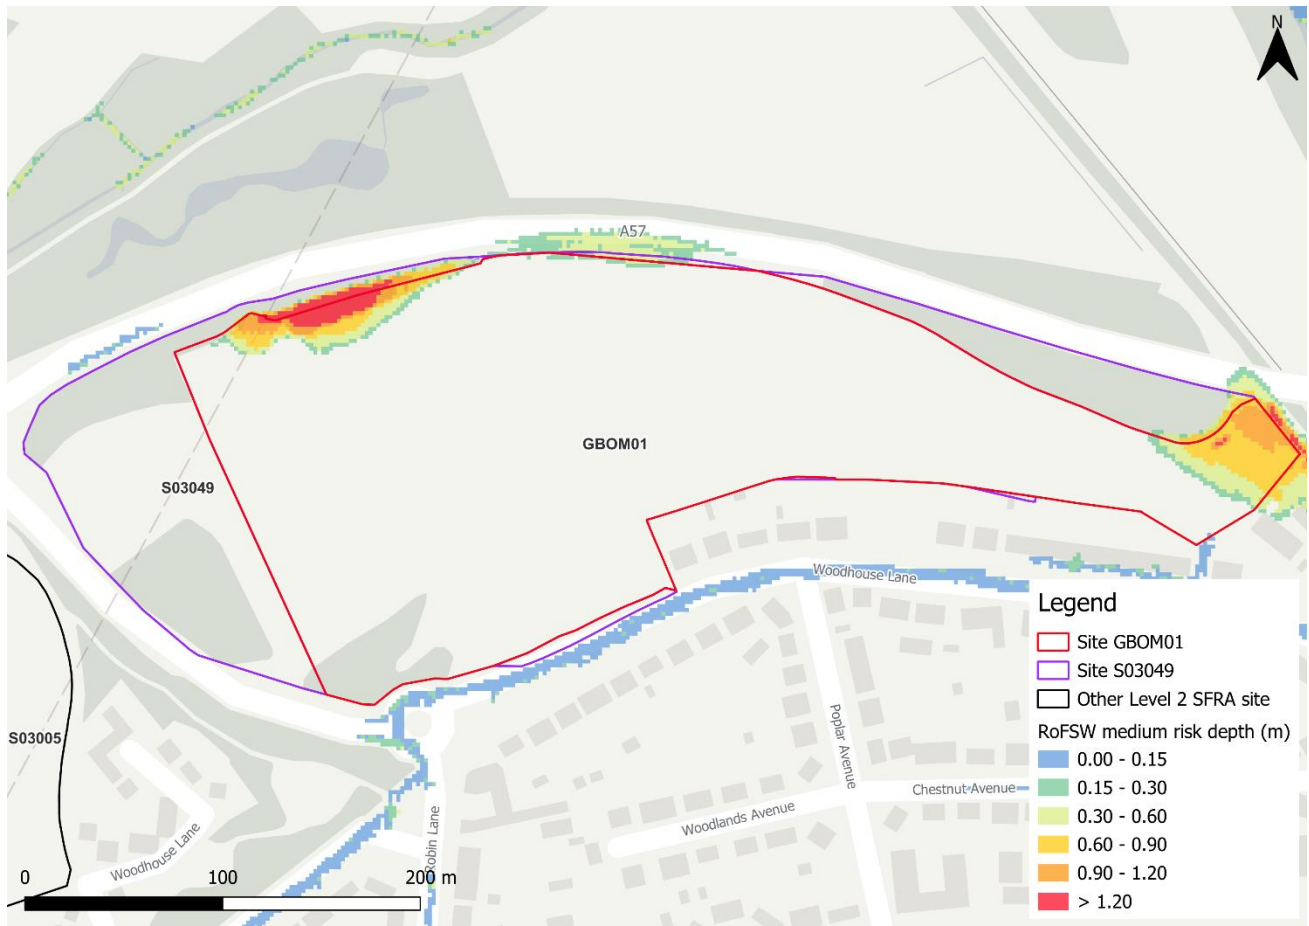 N
A57
GBOM01
S03049
Woodhouse Lane
Legend
Site GBOM01
Site S03049
Other Level 2 SFRA site
RoFSW medium risk depth (m)
0.00 - 0.15
0.15 - 0.30
0.30 - 0.60
0.60 - 0.90
0.90 - 1.20
> 1.20
S03005
Poplar Avenue
Chestnut Avenue
Woodlands Avenue
Robin Lane
Woodhouse Lane
0 100 200 m